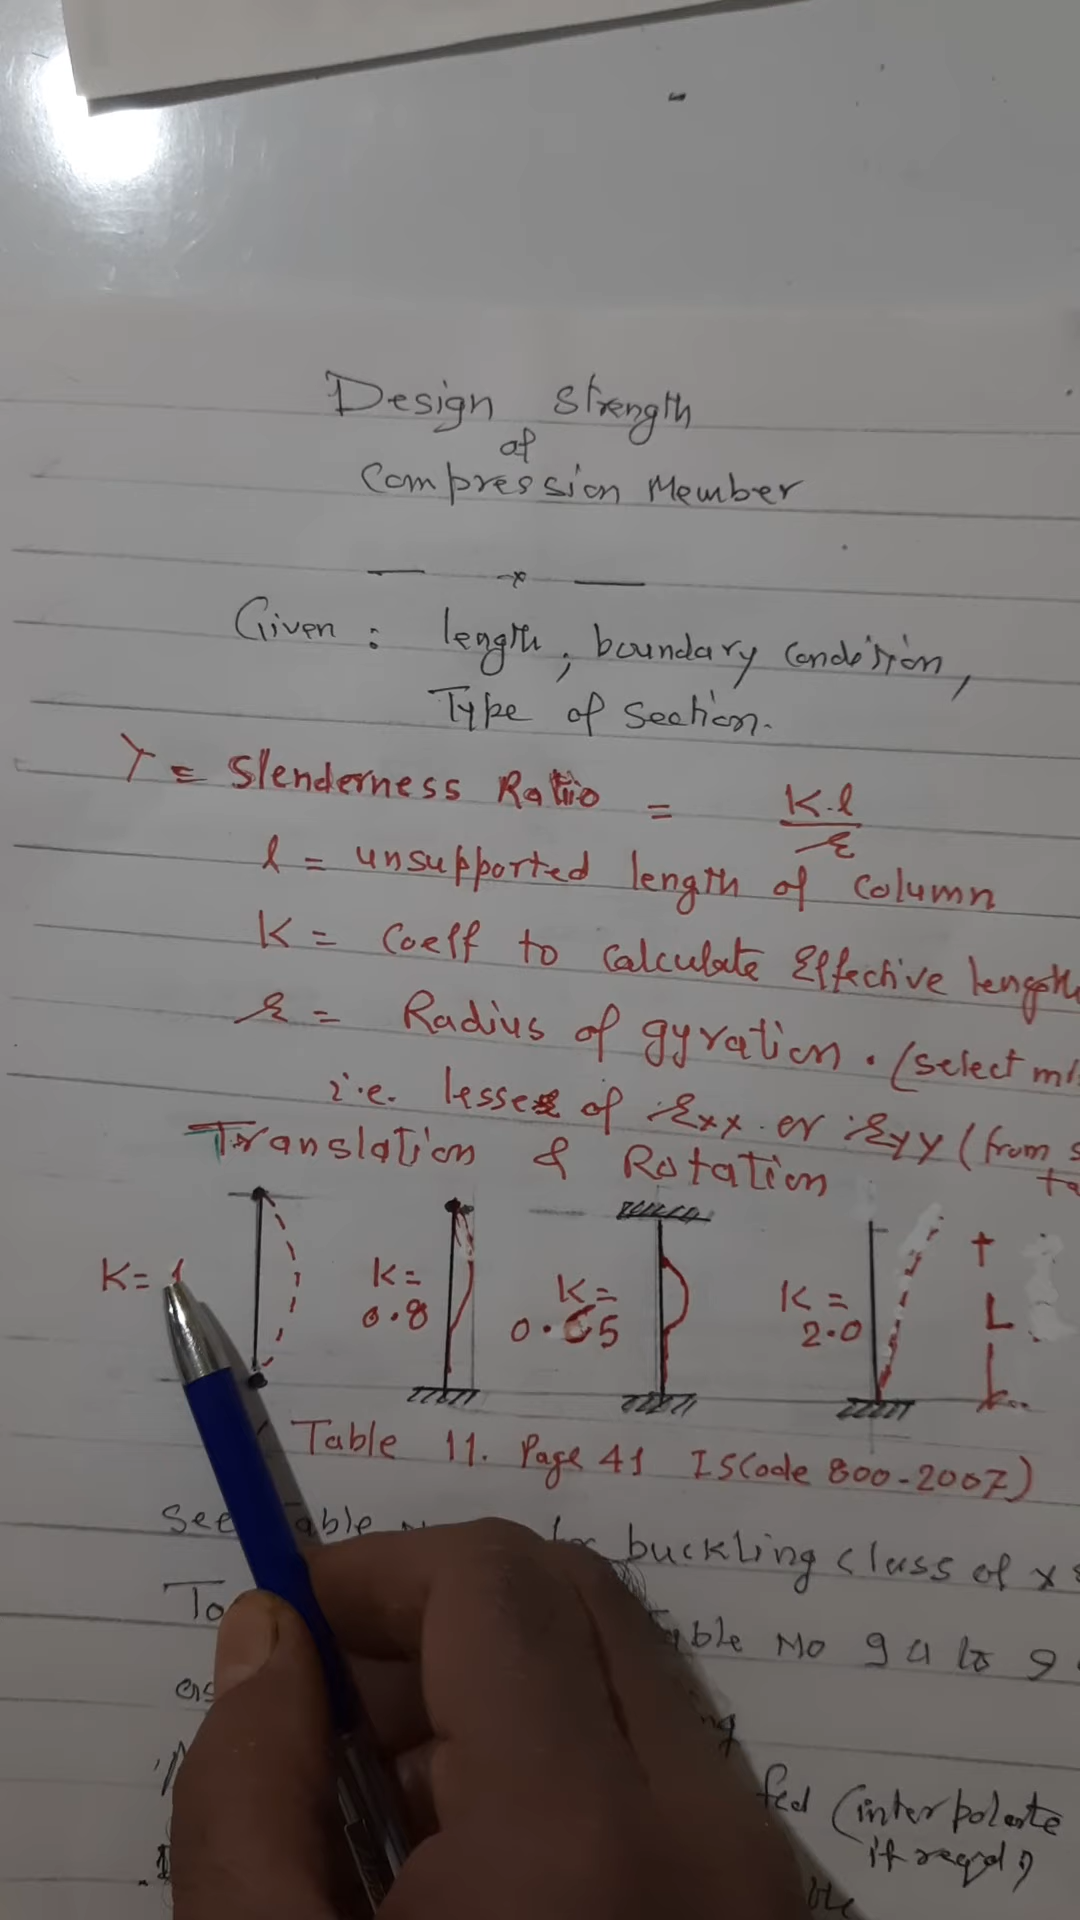 Design Strength
of
Compression Member
Given : length, boundary condition,
Type of Section.
λ = Slenderness Ratio = K.l / r
l = unsupported length of column
K = Coeff to calculate Effective length
r = Radius of gyration. (select
i.e. lesser of rxx or ryy (from
Translation & Rotation
K= 1
K= 0.8
K= 0.65
K= 2.0
Table 11. Page 41 IS Code 800-2007)
See Table buckling class of x
Table No 9a to 9
(interpolate
if reqd)